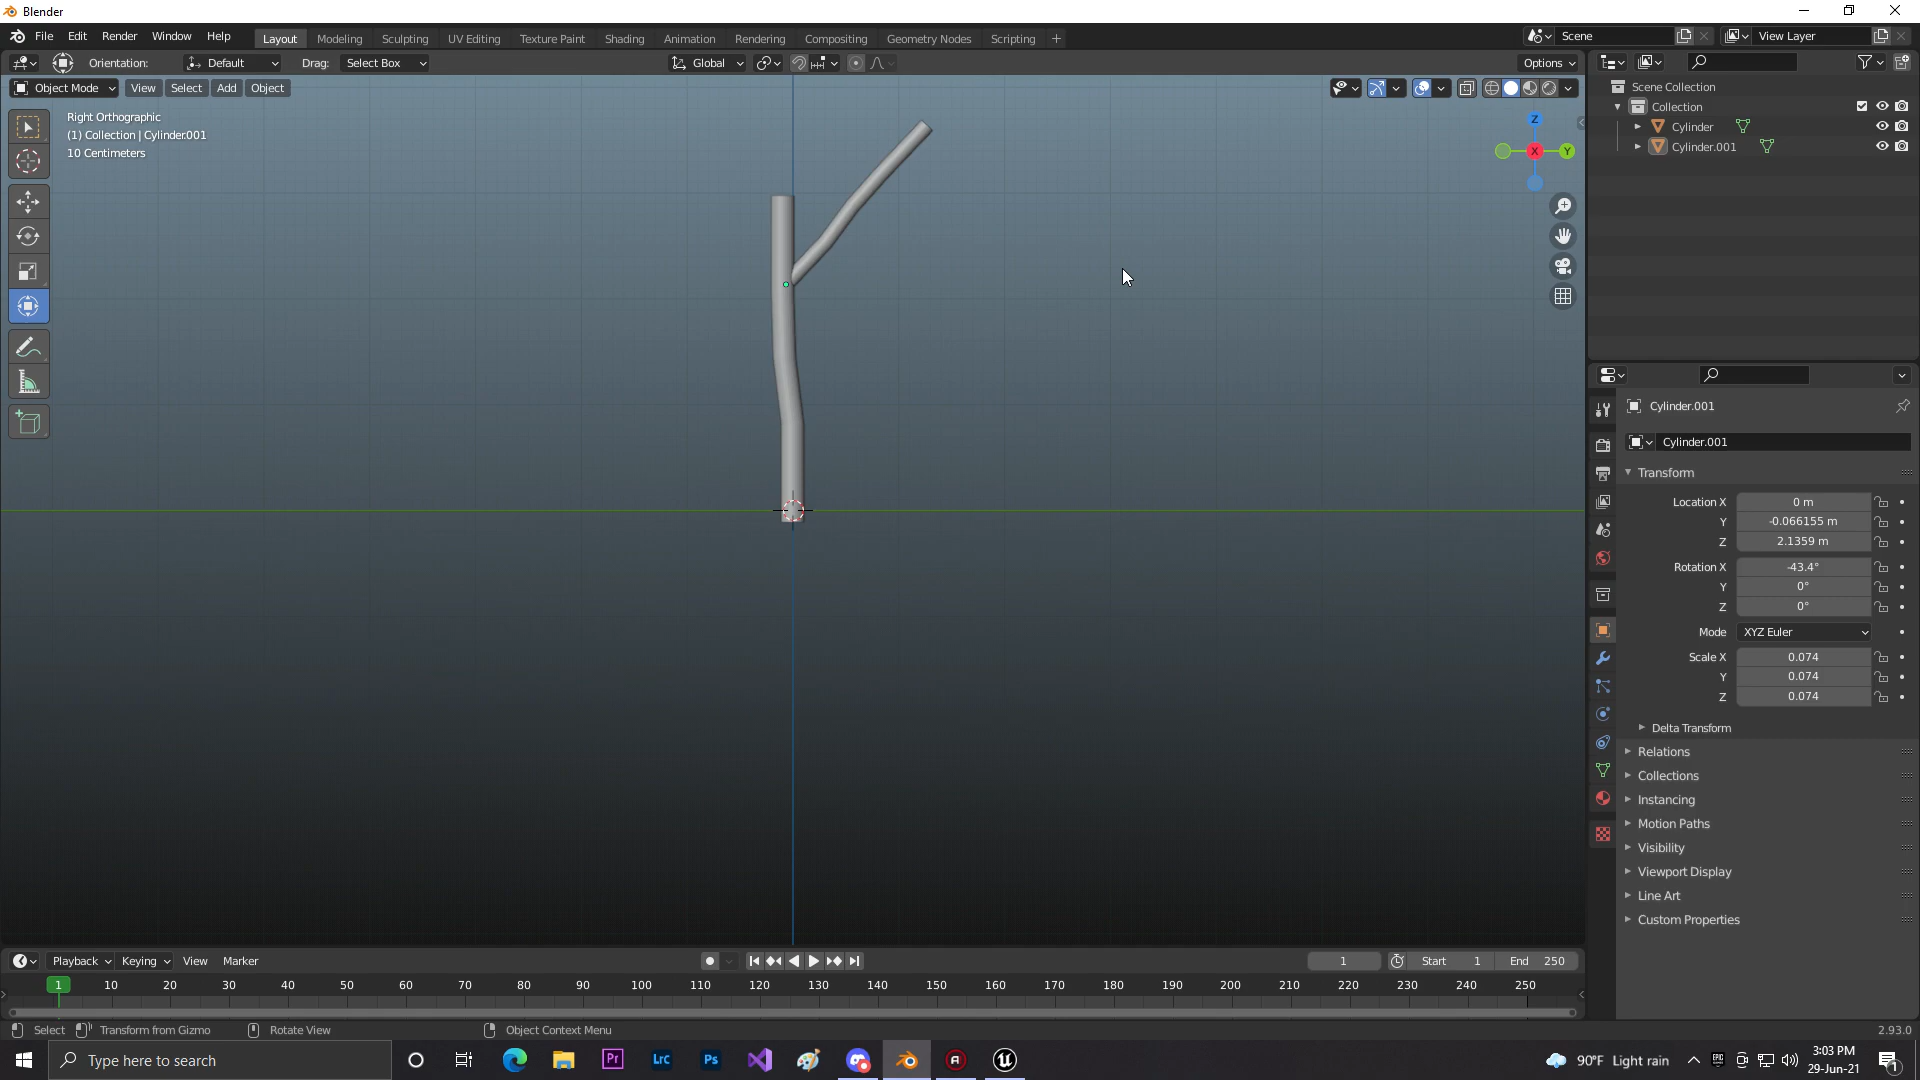 Blender
File Edit Render Window Help Layout Modeling Sculpting UV Editing Texture Paint Shading Animation Rendering Compositing Geometry Nodes Scripting + Scene View Layer
Orientation: Default Drag: Select Box Global Options
Object Mode View Select Add Object
Right Orthographic
(1) Collection | Cylinder.001
10 Centimeters
Z
X
Y
Scene Collection
Collection
Cylinder
Cylinder.001
Cylinder.001
Cylinder.001
Transform
Location X 0 m
Y -0.066155 m
Z 2.1359 m
Rotation X -43.4°
Y 0°
Z 0°
Mode XYZ Euler
Scale X 0.074
Y 0.074
Z 0.074
Delta Transform
Relations
Collections
Instancing
Motion Paths
Visibility
Viewport Display
Line Art
Custom Properties
Playback Keying View Marker 1 Start 1 End 250
1 10 20 30 40 50 60 70 80 90 100 110 120 130 140 150 160 170 180 190 200 210 220 230 240 250
Select Transform from Gizmo Rotate View Object Context Menu 2.93.0
Type here to search Pr Lrc Ps 90°F Light rain EPIC 3:03 PM
29-Jun-21 1